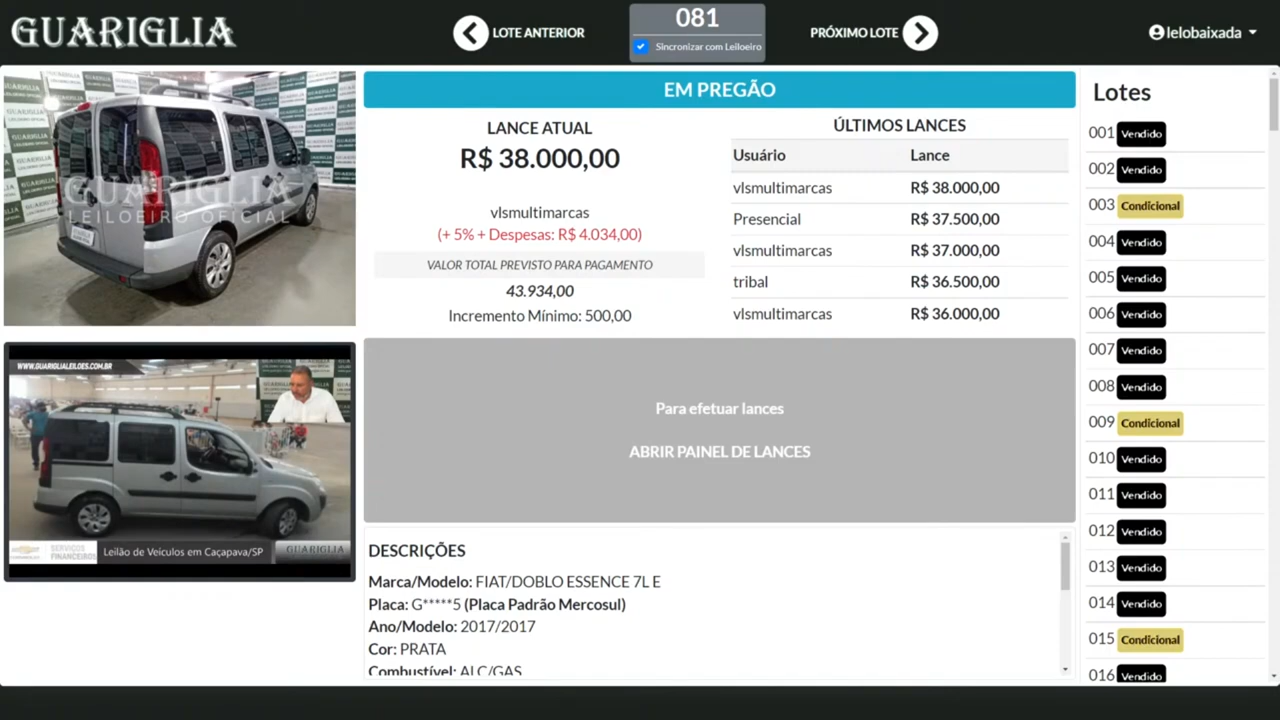 GUARIGLIA
LOTE ANTERIOR
081
Sincronizar com Leiloeiro
PRÓXIMO LOTE
lelobaixada
GUARIGLIA
LEILOEIRO OFICIAL
EM PREGÃO
LANCE ATUAL
R$ 38.000,00
vlsmultimarcas
(+ 5% + Despesas: R$ 4.034,00)
VALOR TOTAL PREVISTO PARA PAGAMENTO
43.934,00
Incremento Mínimo: 500,00
ÚLTIMOS LANCES
Usuário Lance
vlsmultimarcas R$ 38.000,00
Presencial R$ 37.500,00
vlsmultimarcas R$ 37.000,00
tribal R$ 36.500,00
vlsmultimarcas R$ 36.000,00
WWW.GUARIGLIALEILOES.COM.BR
SERVIÇOS
FINANCEIROS
Leilão de Veículos em Caçapava/SP
GUARIGLIA
Para efetuar lances
ABRIR PAINEL DE LANCES
DESCRIÇÕES
Marca/Modelo: FIAT/DOBLO ESSENCE 7L E
Placa: G*****5 (Placa Padrão Mercosul)
Ano/Modelo: 2017/2017
Cor: PRATA
Combustível: ALC/GAS
Lotes
001 Vendido
002 Vendido
003 Condicional
004 Vendido
005 Vendido
006 Vendido
007 Vendido
008 Vendido
009 Condicional
010 Vendido
011 Vendido
012 Vendido
013 Vendido
014 Vendido
015 Condicional
016 Vendido